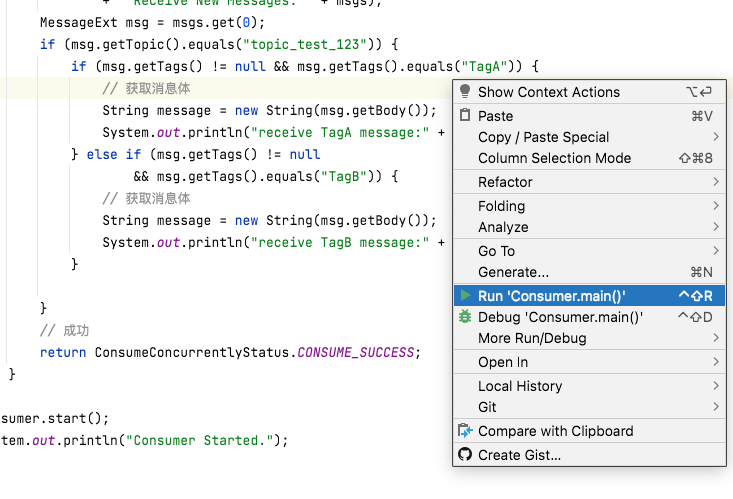 + " Receive New Messages: " + msgs);
MessageExt msg = msgs.get(0);
if (msg.getTopic().equals("topic_test_123")) {
if (msg.getTags() != null && msg.getTags().equals("TagA")) {
// 获取消息体
String message = new String(msg.getBody());
System.out.println("receive TagA message:" +
} else if (msg.getTags() != null
&& msg.getTags().equals("TagB")) {
// 获取消息体
String message = new String(msg.getBody());
System.out.println("receive TagB message:" +
}
}
// 成功
return ConsumeConcurrentlyStatus.CONSUME_SUCCESS;
}
sumer.start();
tem.out.println("Consumer Started.");
Show Context Actions ⌥⏎
Paste ⌘V
Copy / Paste Special
Column Selection Mode ⇧⌘8
Refactor
Folding
Analyze
Go To
Generate... ⌘N
Run 'Consumer.main()' ^⇧R
Debug 'Consumer.main()' ^⇧D
More Run/Debug
Open In
Local History
Git
Compare with Clipboard
Create Gist...